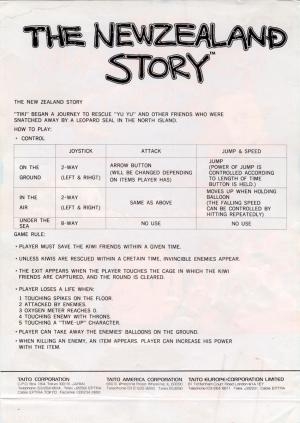 THE NEWZEALAND
STORY™
THE NEW ZEALAND STORY
"TIKI" BEGAN A JOURNEY TO RESCUE "YU YU" AND OTHER FRIENDS WHO WERE
SNATCHED AWAY BY A LEOPARD SEAL IN THE NORTH ISLAND.
HOW TO PLAY:
• CONTROL
JOYSTICK ATTACK JUMP & SPEED
ON THE GROUND
2-WAY
(LEFT & RIHGT)
ARROW BUTTON
(WILL BE CHANGED DEPENDING
ON ITEMS PLAYER HAS)
JUMP
(POWER OF JUMP IS
CONTROLLED ACCORDING
TO LENGTH OF TIME
BUTTON IS HELD.)
IN THE AIR
2-WAY
(LEFT & RIGHT)
SAME AS ABOVE
MOVES UP WHEN HOLDING
BALLOON
(THE FALLING SPEED
CAN BE CONTROLLED BY
HITTING REPEATEDLY)
UNDER THE SEA
8-WAY
NO USE
NO USE
GAME RULE:
• PLAYER MUST SAVE THE KIWI FRIENDS WITHIN A GIVEN TIME.
• UNLESS KIWIS ARE RESCUED WITHIN A CRETAIN TIME, INVINCIBLE ENEMIES APPEAR.
• THE EXIT APPEARS WHEN THE PLAYER TOUCHES THE CAGE IN WHICH THE KIWI
FRIENDS ARE CAPTURED, AND THE ROUND IS CLEARED.
• PLAYER LOSES A LIFE WHEN:
1 TOUCHING SPIKES ON THE FLOOR.
2 ATTACKED BY ENEMIES.
3 OXYGEN METER REACHES 0.
4 TOUCHING ENEMY WITH THRONS.
5 TOUCHING A "TIME-UP" CHARACTER.
• PLAYER CAN TAKE AWAY THE ENEMIES' BALLOONS ON THE GROUND.
• WHEN KILLING AN ENEMY, AN ITEM APPEARS. PLAYER CAN INCREASE HIS POWER
WITH THE ITEM.
TAITO CORPORATION
TAITO AMERICA CORPORATION
TAITO (EUROPE) CORPORATION LIMITED